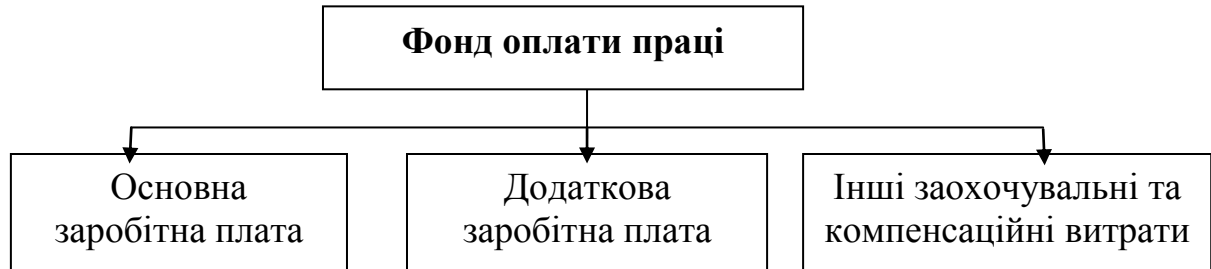 Фонд оплати праці
Основна
заробітна плата
Додаткова
заробітна плата
Інші заохочувальні та
компенсаційні витрати